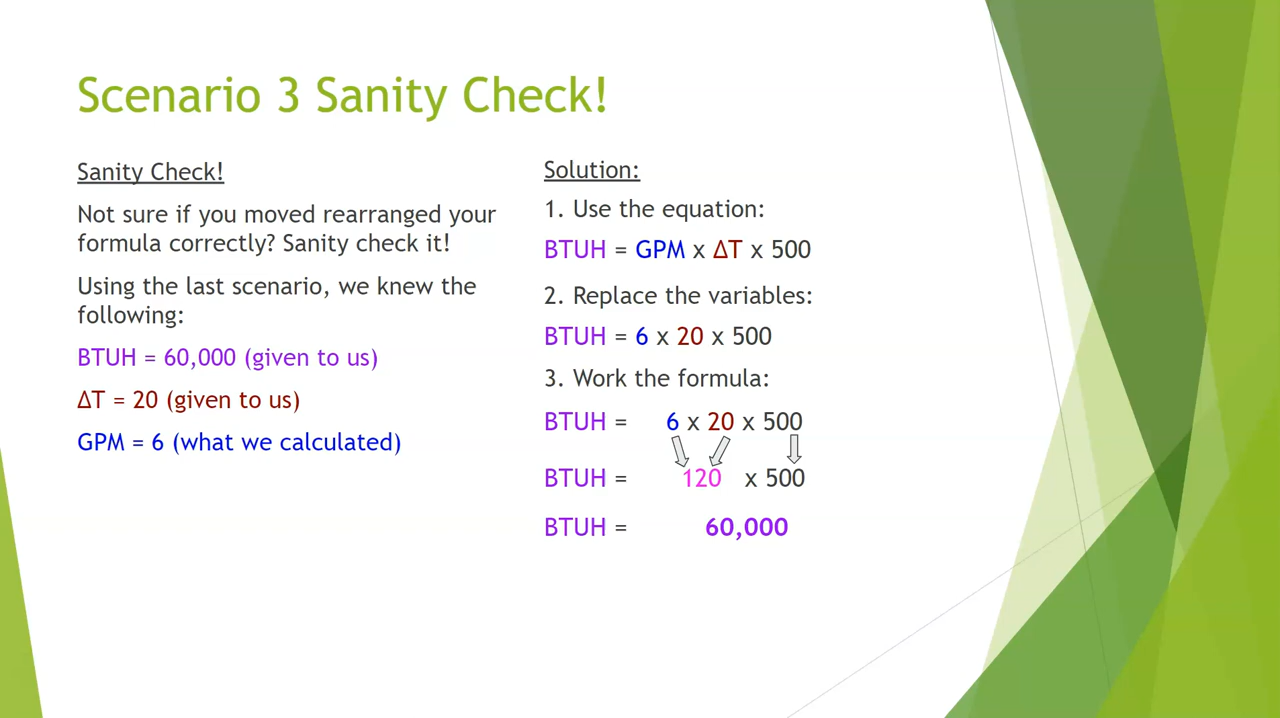 Scenario 3 Sanity Check!
Sanity Check!
Not sure if you moved rearranged your
formula correctly? Sanity check it!
Using the last scenario, we knew the
following:
BTUH = 60,000 (given to us)
ΔT = 20 (given to us)
GPM = 6 (what we calculated)
Solution:
1. Use the equation:
BTUH = GPM x ΔT x 500
2. Replace the variables:
BTUH = 6 x 20 x 500
3. Work the formula:
BTUH = 6 x 20 x 500
BTUH = 120 x 500
BTUH = 60,000